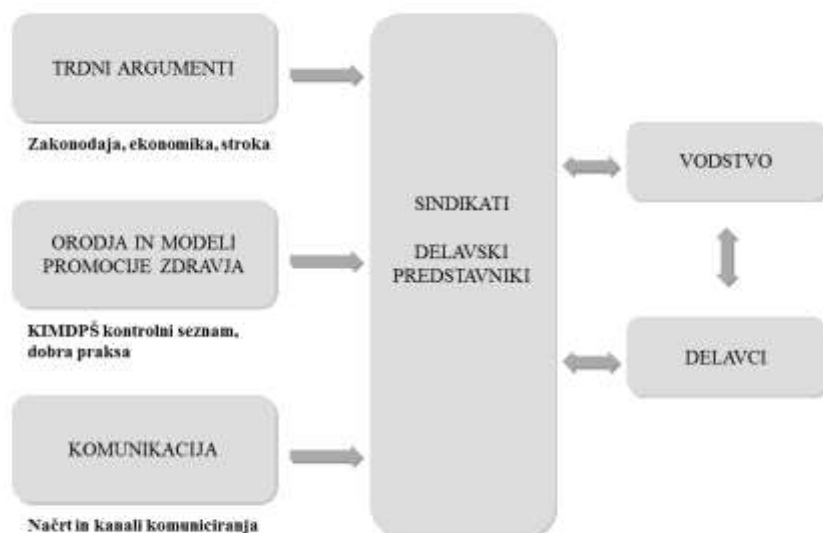 TRDNI ARGUMENTI
Zakonodaja, ekonomika, stroka
ORODJA IN MODELI
PROMOCIJE ZDRAVJA
KIMDPŠ kontrolni seznam,
dobra praksa
KOMUNIKACIJA
Načrt in kanali komuniciranja
SINDIKATI
DELAVSKI
PREDSTAVNIKI
VODSTVO
DELAVCI